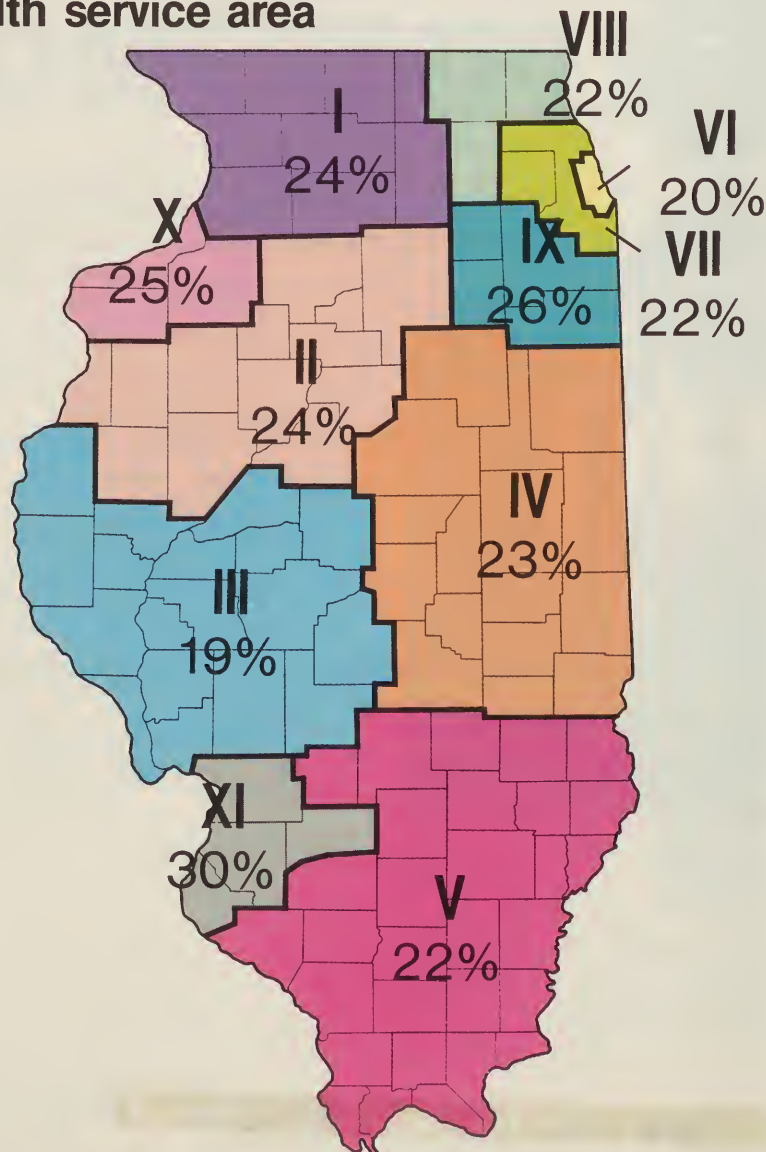 lth service area
VIII
22%
I
24%
VI
20%
X
25%
IX
26%
VII
22%
II
24%
IV
23%
III
19%
XI
30%
V
22%